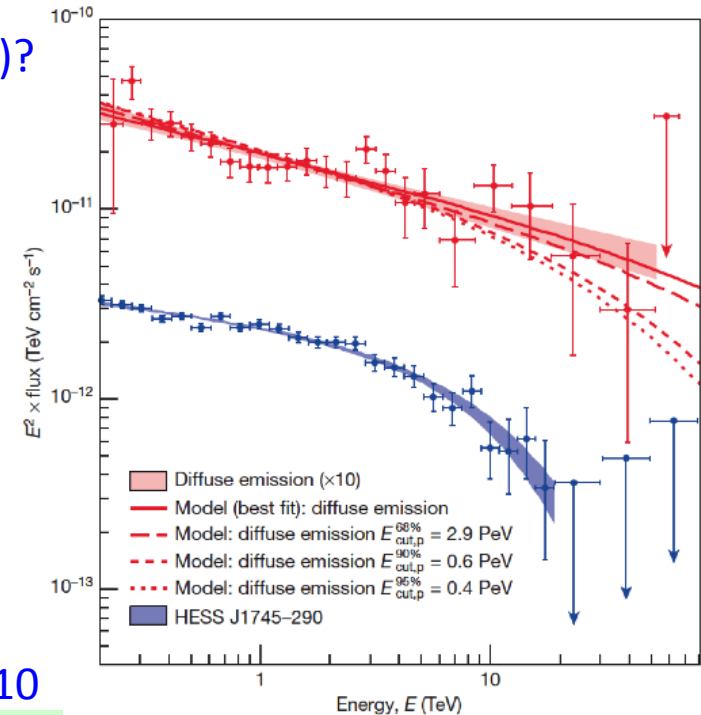 )?
10⁻¹⁰
10⁻¹¹
10⁻¹²
10⁻¹³
E² × flux (TeV cm⁻² s⁻¹)
Diffuse emission (×10)
Model (best fit): diffuse emission
Model: diffuse emission E^68%_cut,p = 2.9 PeV
Model: diffuse emission E^90%_cut,p = 0.6 PeV
Model: diffuse emission E^95%_cut,p = 0.4 PeV
HESS J1745–290
1 10
Energy, E (TeV)
10